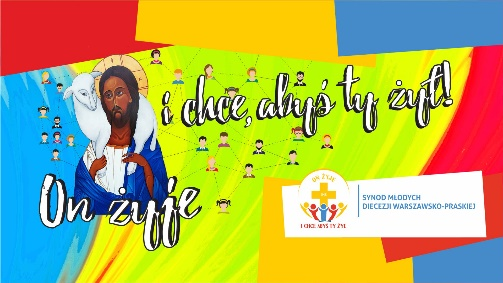 On żyje
i chce, abyś ty żył!
ON ŻYJE
I CHCE ABYŚ TY ŻYŁ
SYNOD MŁODYCH
DIECEZJI WARSZAWSKO-PRASKIEJ